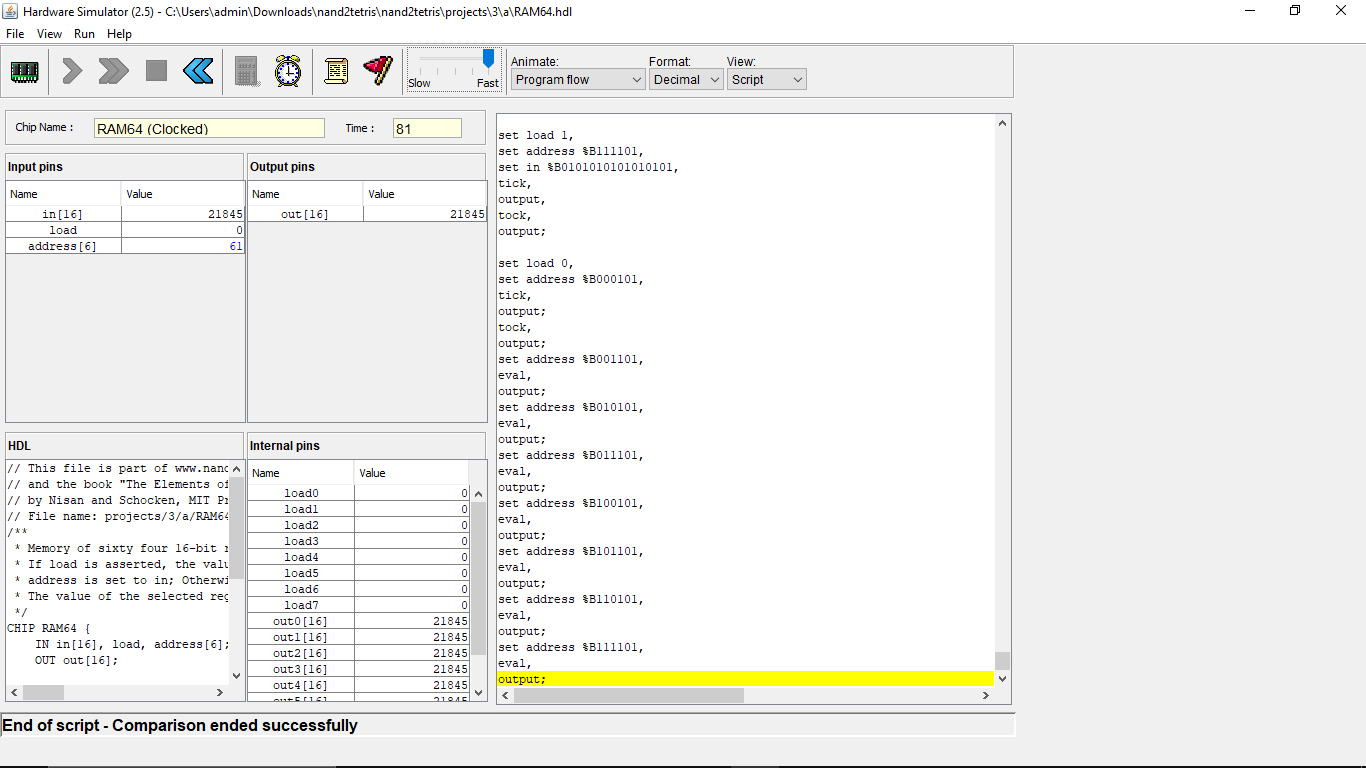 Hardware Simulator (2.5) - C:\Users\admin\Downloads\nand2tetris\nand2tetris\projects\3\a\RAM64.hdl
File View Run Help
Slow Fast
Animate: Format: View:
Program flow Decimal Script
Chip Name : RAM64 (Clocked) Time : 81
Input pins
Name Value
in[16] 21845
load 0
address[6] 61
Output pins
Name Value
out[16] 21845
HDL
// This file is part of www.nand
// and the book "The Elements of
// by Nisan and Schocken, MIT Pr
// File name: projects/3/a/RAM64
/**
* Memory of sixty four 16-bit r
* If load is asserted, the valu
* address is set to in; Otherwi
* The value of the selected reg
*/
CHIP RAM64 {
IN in[16], load, address[6];
OUT out[16];
Internal pins
Name Value
load0 0
load1 0
load2 0
load3 0
load4 0
load5 0
load6 0
load7 0
out0[16] 21845
out1[16] 21845
out2[16] 21845
out3[16] 21845
out4[16] 21845
out5[16] 21845
set load 1,
set address %B111101,
set in %B0101010101010101,
tick,
output,
tock,
output;
set load 0,
set address %B000101,
tick,
output;
tock,
output;
set address %B001101,
eval,
output;
set address %B010101,
eval,
output;
set address %B011101,
eval,
output;
set address %B100101,
eval,
output;
set address %B101101,
eval,
output;
set address %B110101,
eval,
output;
set address %B111101,
eval,
output;
End of script - Comparison ended successfully